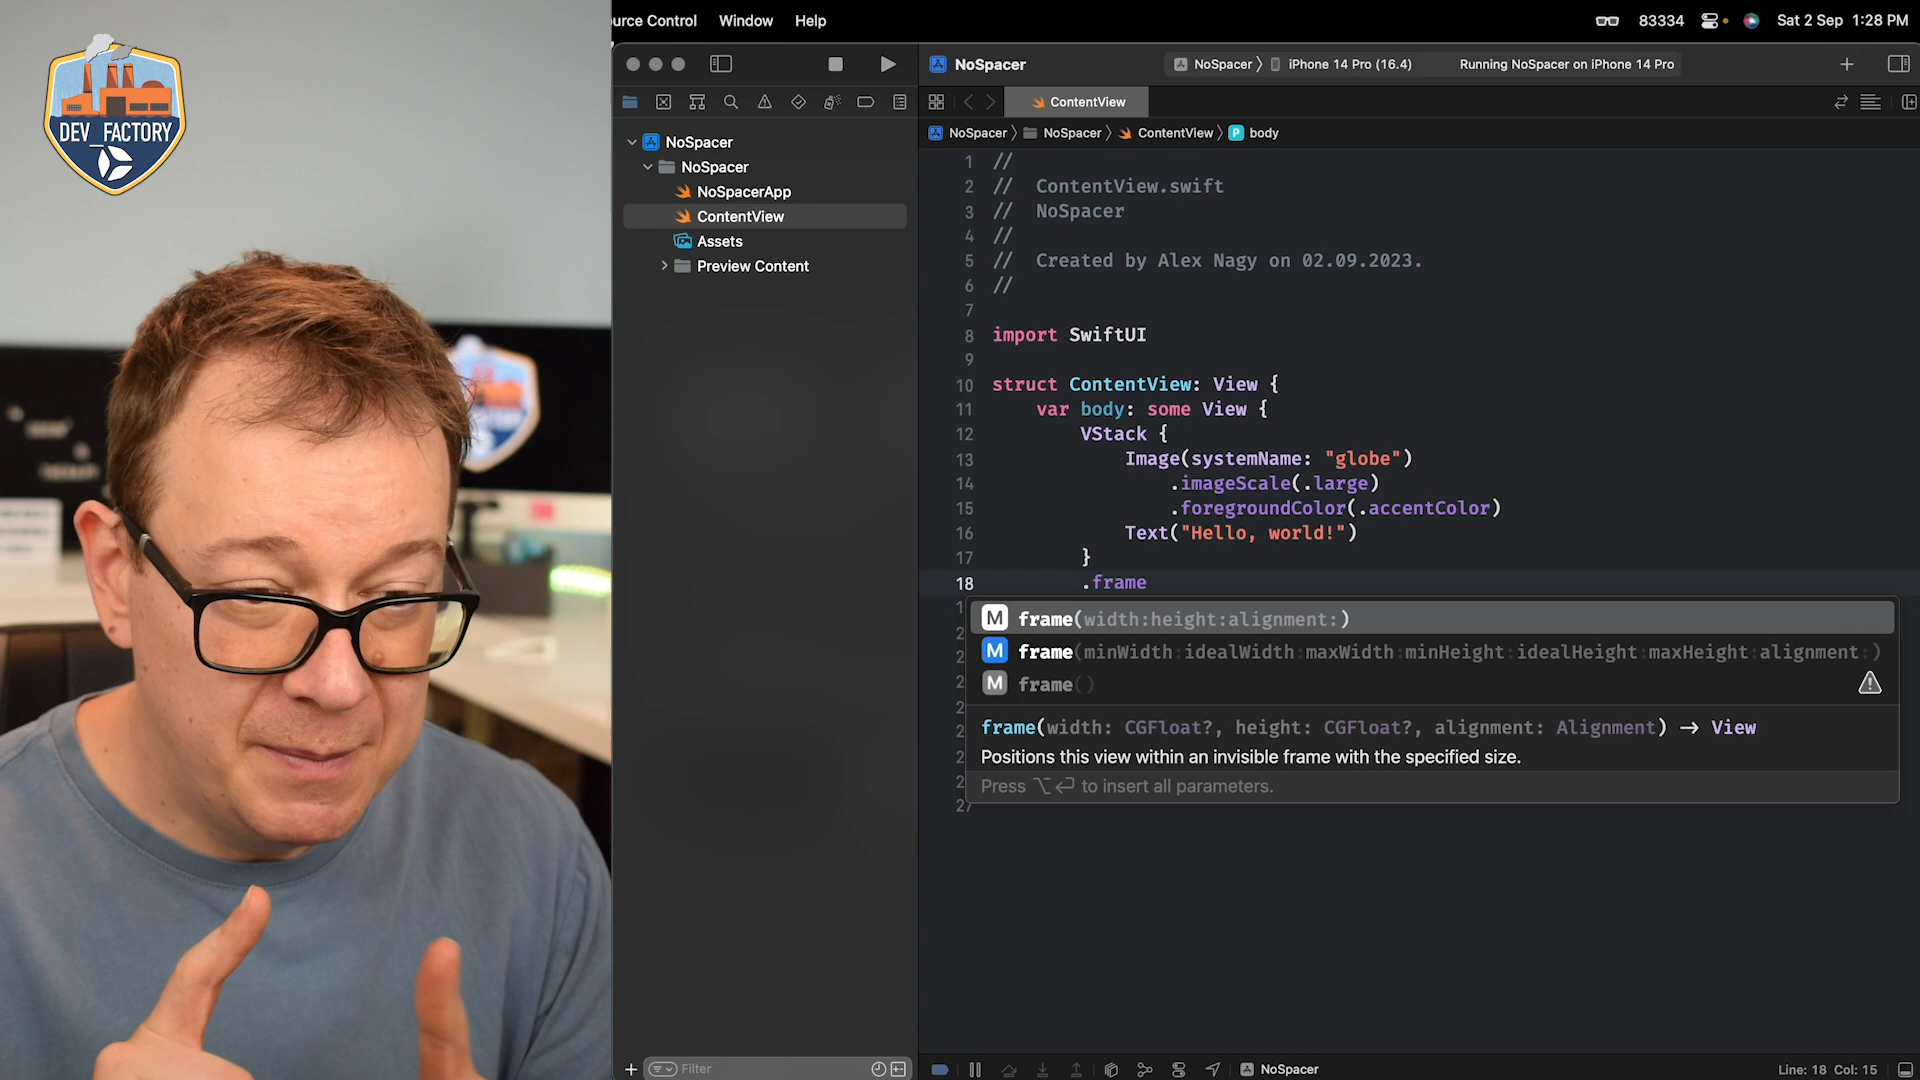 DEV_FACTORY
urce Control Window Help
83334 Sat 2 Sep 1:28 PM
NoSpacer
NoSpacer 〉 iPhone 14 Pro (16.4)
Running NoSpacer on iPhone 14 Pro
ContentView
NoSpacer 〉 NoSpacer 〉 ContentView 〉 P body
NoSpacer
NoSpacer
NoSpacerApp
ContentView
Assets
Preview Content
1 //
2 // ContentView.swift
3 // NoSpacer
4 //
5 // Created by Alex Nagy on 02.09.2023.
6 //
7
8 import SwiftUI
9
10 struct ContentView: View {
11 var body: some View {
12 VStack {
13 Image(systemName: "globe")
14 .imageScale(.large)
15 .foregroundColor(.accentColor)
16 Text("Hello, world!")
17 }
18 .frame
M frame(width:height:alignment:)
M frame(minWidth:idealWidth:maxWidth:minHeight:idealHeight:maxHeight:alignment:)
M frame()
frame(width: CGFloat?, height: CGFloat?, alignment: Alignment) → View
Positions this view within an invisible frame with the specified size.
Press ⌥↩ to insert all parameters.
27
Filter
NoSpacer
Line: 18 Col: 15